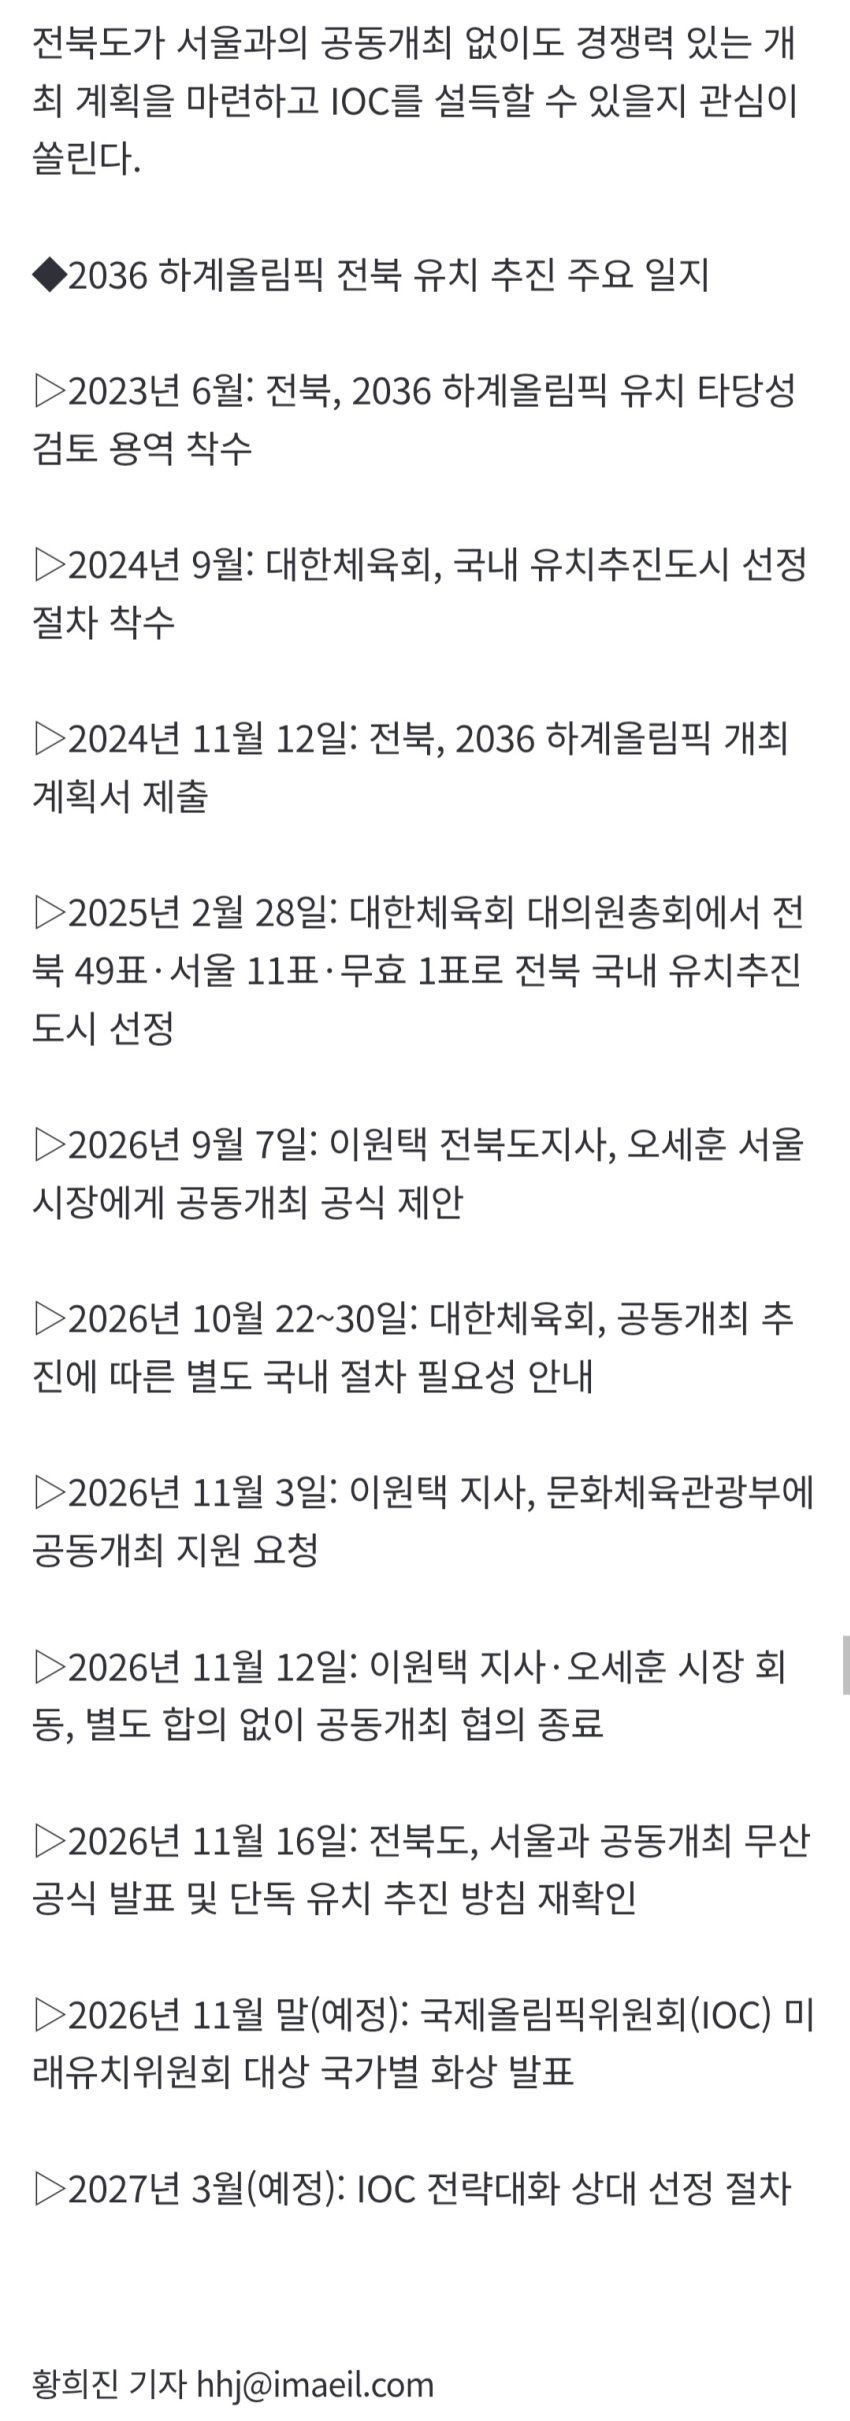 전북도가 서울과의 공동개최 없이도 경쟁력 있는 개
최 계획을 마련하고 IOC를 설득할 수 있을지 관심이
쏠린다.
◆2036 하계올림픽 전북 유치 추진 주요 일지
▷2023년 6월: 전북, 2036 하계올림픽 유치 타당성
검토 용역 착수
▷2024년 9월: 대한체육회, 국내 유치추진도시 선정
절차 착수
▷2024년 11월 12일: 전북, 2036 하계올림픽 개최
계획서 제출
▷2025년 2월 28일: 대한체육회 대의원총회에서 전
북 49표·서울 11표·무효 1표로 전북 국내 유치추진
도시 선정
▷2026년 9월 7일: 이원택 전북도지사, 오세훈 서울
시장에게 공동개최 공식 제안
▷2026년 10월 22~30일: 대한체육회, 공동개최 추
진에 따른 별도 국내 절차 필요성 안내
▷2026년 11월 3일: 이원택 지사, 문화체육관광부에
공동개최 지원 요청
▷2026년 11월 12일: 이원택 지사·오세훈 시장 회
동, 별도 합의 없이 공동개최 협의 종료
▷2026년 11월 16일: 전북도, 서울과 공동개최 무산
공식 발표 및 단독 유치 추진 방침 재확인
▷2026년 11월 말(예정): 국제올림픽위원회(IOC) 미
래유치위원회 대상 국가별 화상 발표
▷2027년 3월(예정): IOC 전략대화 상대 선정 절차
황희진 기자 hhj@imaeil.com